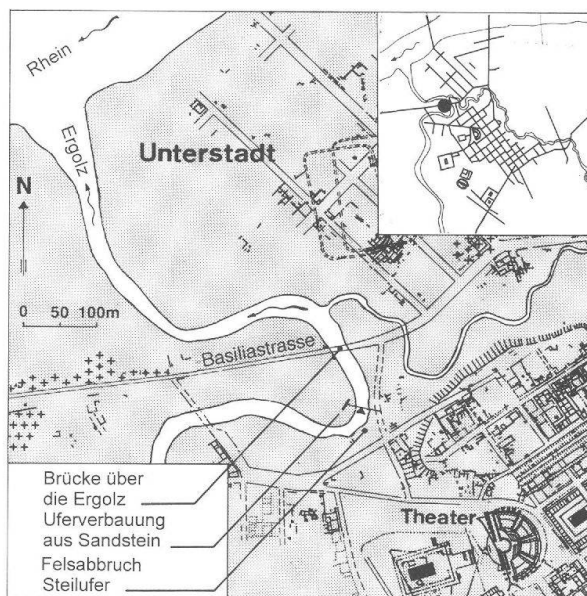 Rhein
Ergolz
Unterstadt
N
0 50 100m
Basiliastrasse
Brücke über
die Ergolz
Uferverbauung
aus Sandstein
Felsabbruch
Steilufer
Theater